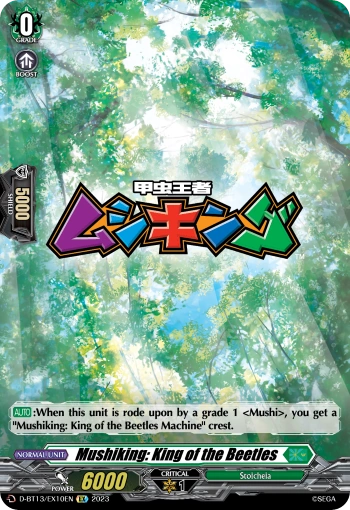 0
GRADE
BOOST
5000
SHIELD
甲虫王者
ムシキング
TM
AUTO:When this unit is rode upon by a grade 1 <Mushi>, you get a
"Mushiking: King of the Beetles Machine" crest.
NORMAL UNIT
Mushiking: King of the Beetles
POWER 6000
CRITICAL
1
Stoicheia
D-BT13/EX10EN EX 2023
©SEGA